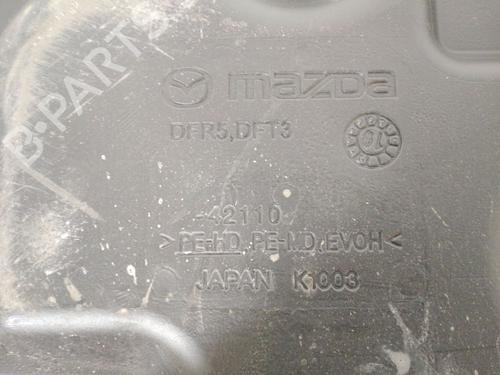 B-PARTS
mazda
DFR5,DFT3
-42110
>PE-HD,PE-MD,EVOH<
JAPAN K1003